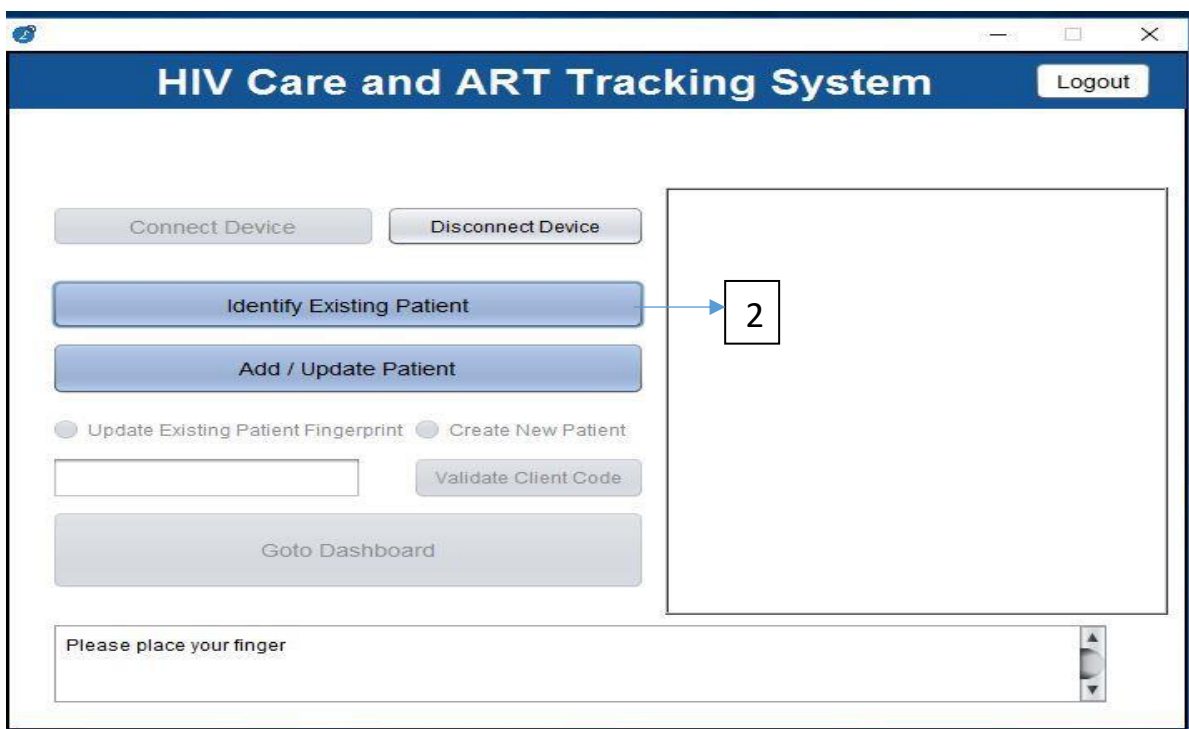 HIV Care and ART Tracking System
Logout
Connect Device
Disconnect Device
Identify Existing Patient
2
Add / Update Patient
Update Existing Patient Fingerprint
Create New Patient
Validate Client Code
Goto Dashboard
Please place your finger